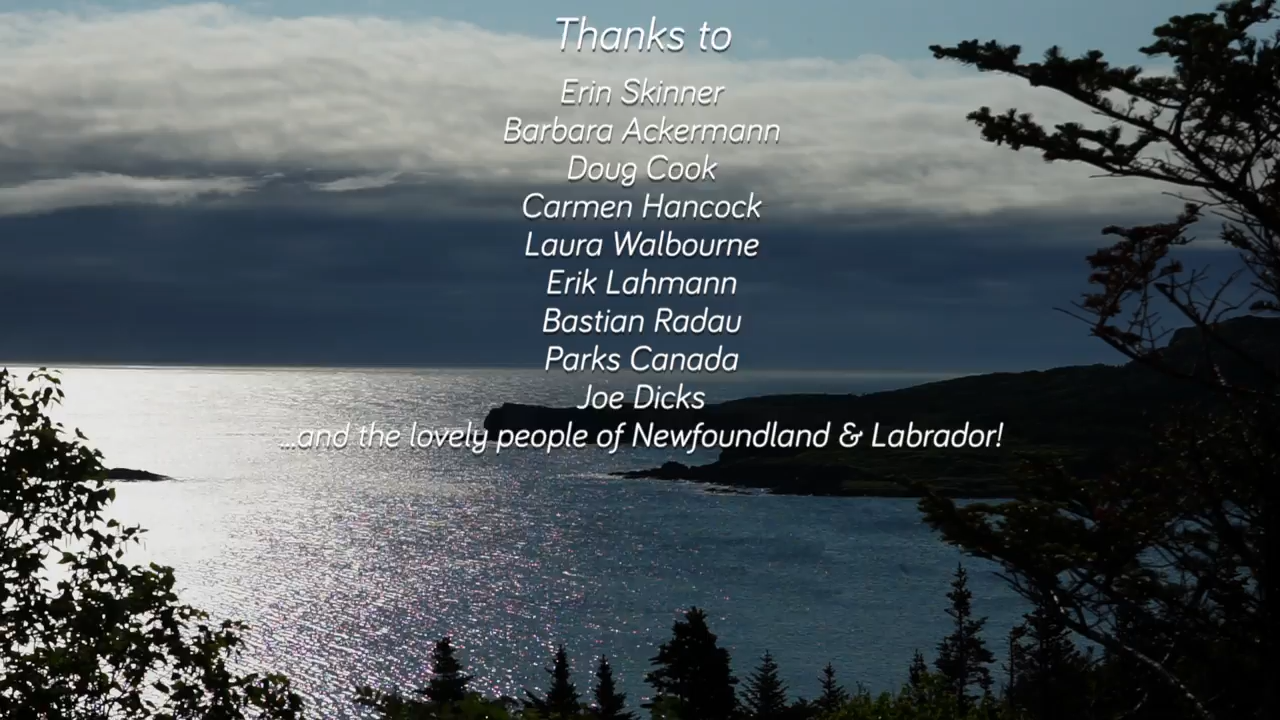 Thanks to
Erin Skinner
Barbara Ackermann
Doug Cook
Carmen Hancock
Laura Walbourne
Erik Lahmann
Bastian Radau
Parks Canada
Joe Dicks
...and the lovely people of Newfoundland & Labrador!